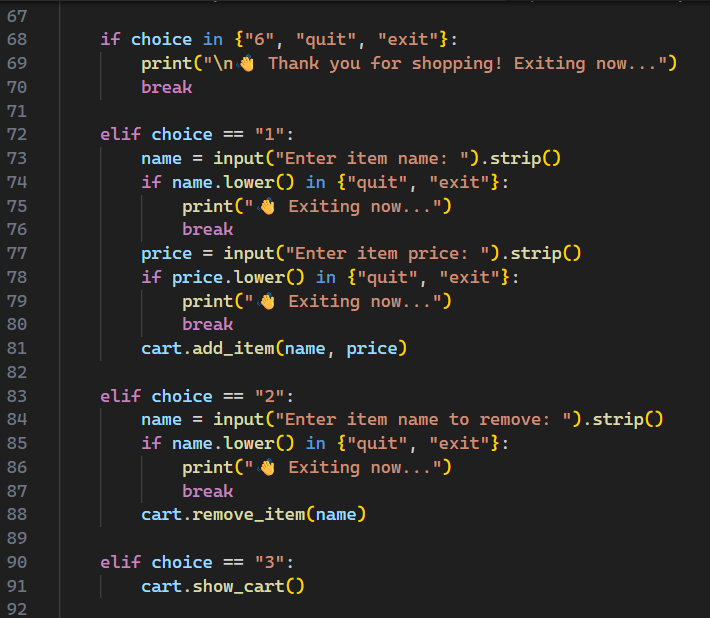 67
68 if choice in {"6", "quit", "exit"}:
69 print("\n👋 Thank you for shopping! Exiting now...")
70 break
71
72 elif choice == "1":
73 name = input("Enter item name: ").strip()
74 if name.lower() in {"quit", "exit"}:
75 print("👋 Exiting now...")
76 break
77 price = input("Enter item price: ").strip()
78 if price.lower() in {"quit", "exit"}:
79 print("👋 Exiting now...")
80 break
81 cart.add_item(name, price)
82
83 elif choice == "2":
84 name = input("Enter item name to remove: ").strip()
85 if name.lower() in {"quit", "exit"}:
86 print("👋 Exiting now...")
87 break
88 cart.remove_item(name)
89
90 elif choice == "3":
91 cart.show_cart()
92